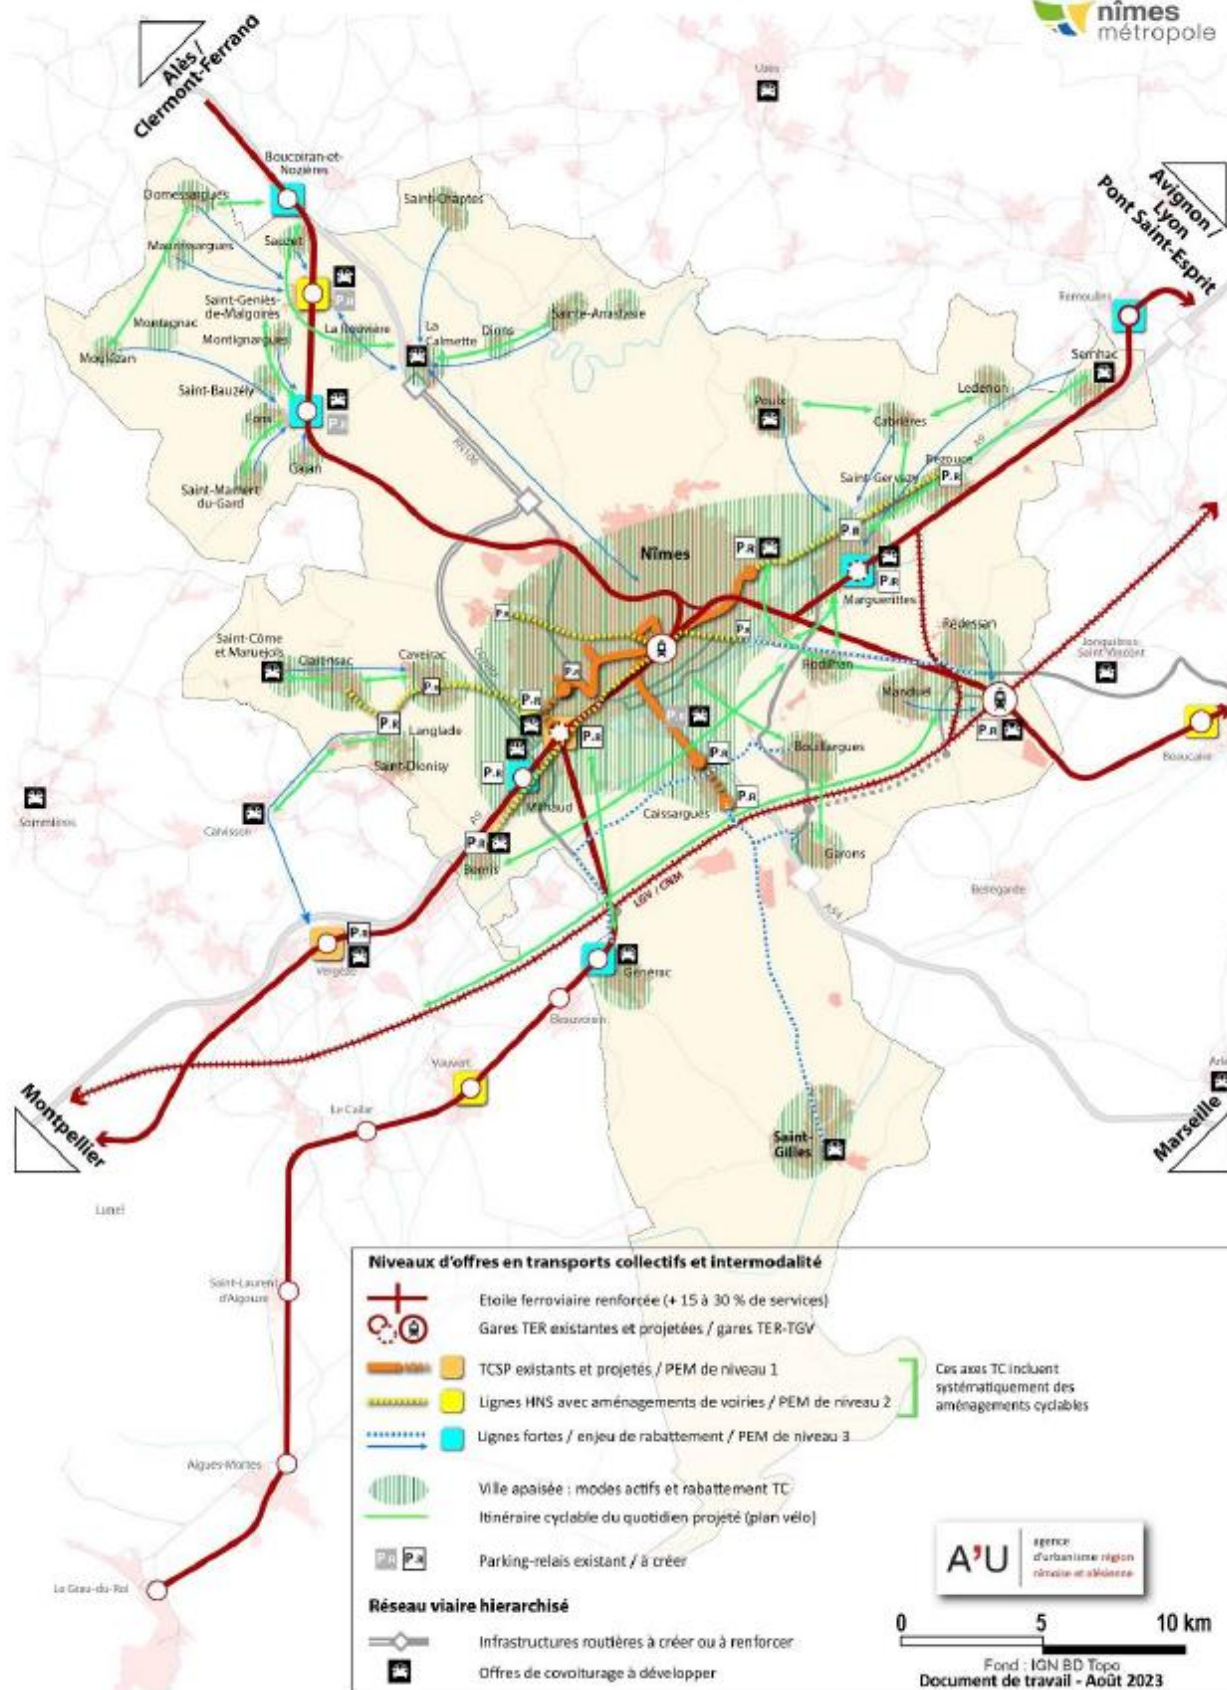 nîmes
métropole
Alès /
Clermont-Ferrand
Uzès
Boucoiran-et-
Nozières
Avignon /
Lyon
Pont Saint-Esprit
Domessargues
Saint-Chaptes
Mauressargues
Sauzet
Remoulins
Saint-Geniès-
de-Malgoirès
P.R
Montagnac
Montignargues
La Rouvière
La
Calmette
Dions
Sainte-Anastasie
Moulézan
Sernhac
Saint-Bauzély
Ledenon
Poulx
Cabrières
P.R
Fons
RN106
A9
Gajan
Bezouce
Saint-Gervazy
P.R
Saint-Mamert
du-Gard
P.R
Nîmes
P.R
P.R
Marguerittes
P.R
P.R
Redessan
Saint-Côme
et Maruejols
Clarensac
Caveirac
P.R
P.R
Rodilhan
Jonquières
Saint-Vincent
Manduel
P.R
P.R
P.R
Langlade
P.R
P.R
Bouillargues
P.R
Saint-Dionisy
P.R
Beaucaire
P.R
Milhaud
Caissargues
P.R
Sommières
Calvisson
A9
P.R
Bernis
Garons
LGV / CNM
Bellegarde
A54
P.R
Vergèze
Générac
Beauvoisin
Vauvert
Le Cailar
Montpellier
Marseille
Saint-
Gilles
Lunel
Saint-Laurent
d'Aigouze
Aigues-Mortes
Le Grau-du-Roi
Niveaux d'offres en transports collectifs et intermodalité
Etoile ferroviaire renforcée (+ 15 à 30 % de services)
Gares TER existantes et projetées / gares TER-TGV
TCSP existants et projetés / PEM de niveau 1
Lignes HNS avec aménagements de voiries / PEM de niveau 2
Lignes fortes / enjeu de rabattement / PEM de niveau 3
Ces axes TC incluent
systématiquement des
aménagements cyclables
Ville apaisée : modes actifs et rabattement TC
Itinéraire cyclable du quotidien projeté (plan vélo)
P.R P.R Parking-relais existant / à créer
Réseau viaire hierarchisé
Infrastructures routières à créer ou à renforcer
Offres de covoiturage à développer
A'U
agence
d'urbanisme région
nîmoise et alésienne
0 5 10 km
Fond : IGN BD Topo
Document de travail - Août 2023